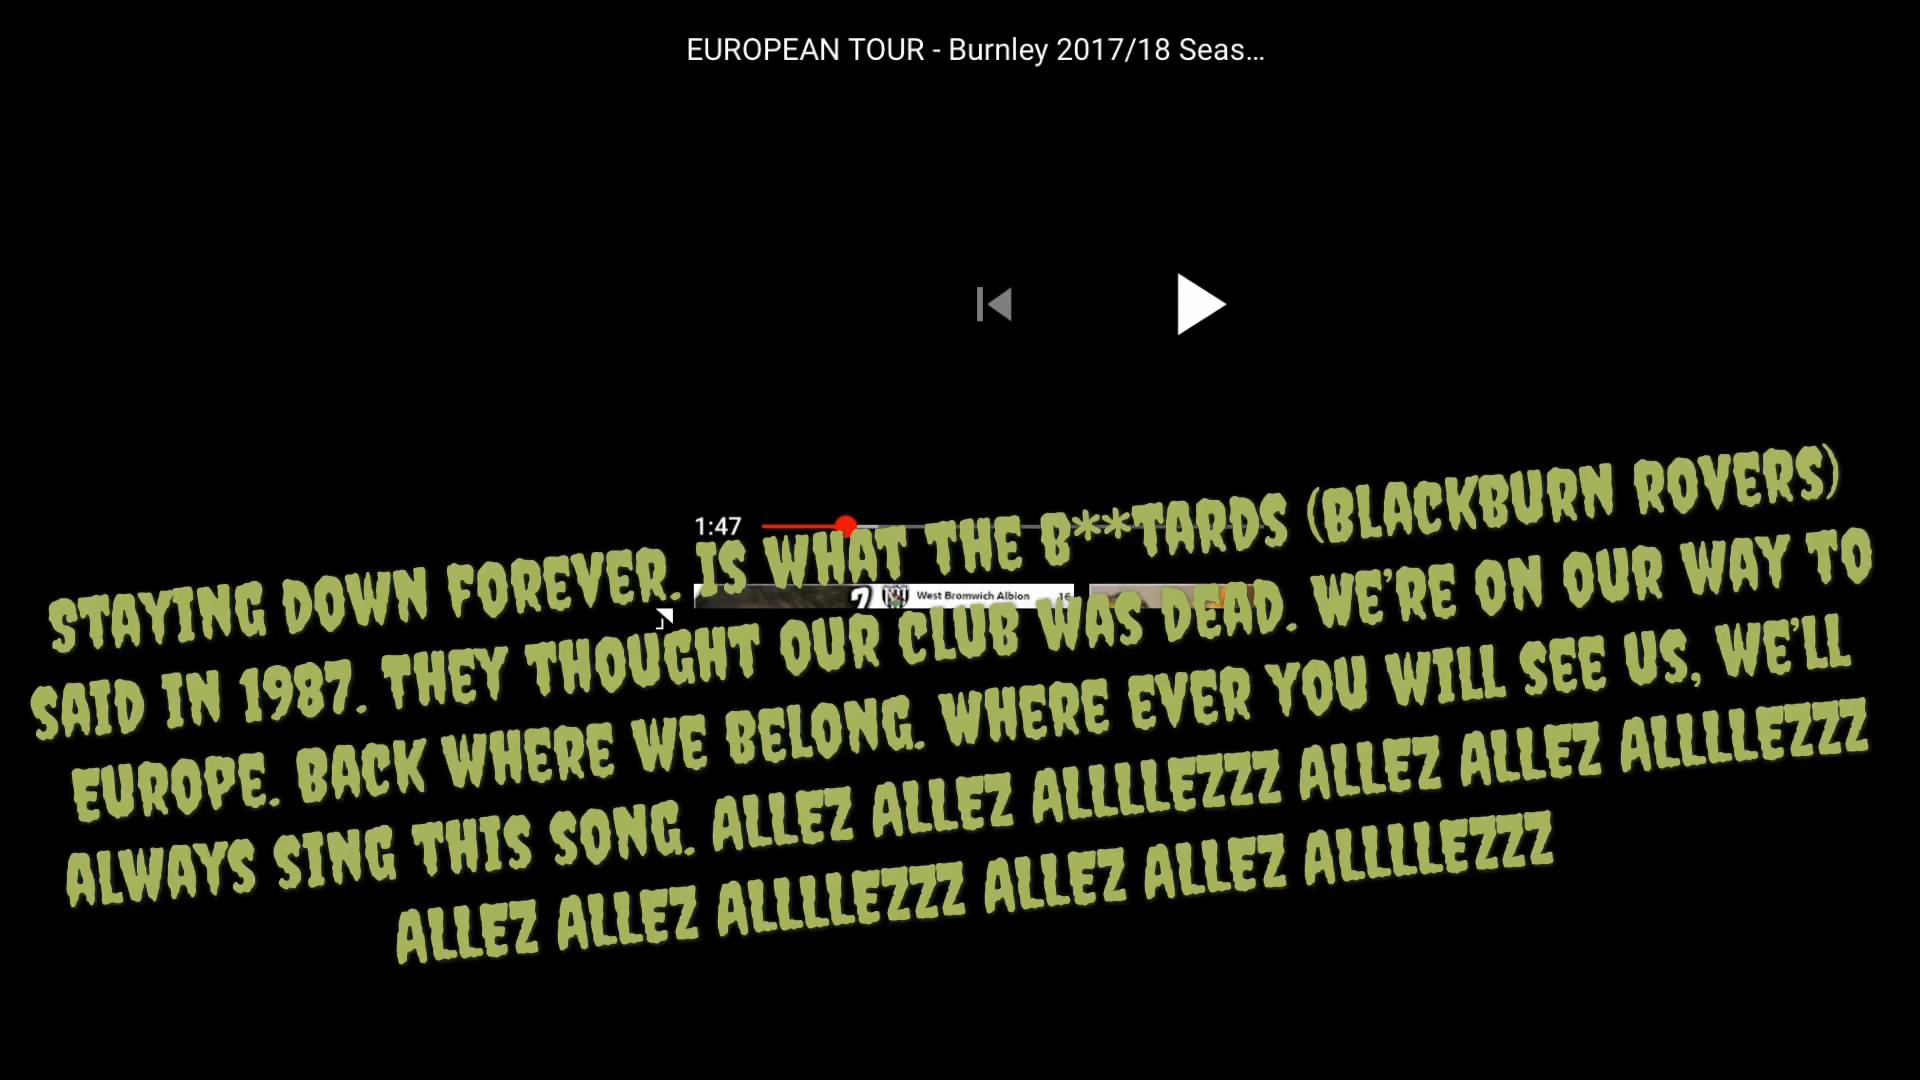 EUROPEAN TOUR - Burnley 2017/18 Seas...
1:47
STAYING DOWN FOREVER. IS WHAT THE B**TARDS (BLACKBURN ROVERS)
SAID IN 1987. THEY THOUGHT OUR CLUB WAS DEAD. WE'RE ON OUR WAY TO
EUROPE. BACK WHERE WE BELONG. WHERE EVER YOU WILL SEE US, WE'LL
ALWAYS SING THIS SONG. ALLEZ ALLEZ ALLLLEZZZ ALLEZ ALLEZ ALLLLEZZZ
ALLEZ ALLEZ ALLLLEZZZ ALLEZ ALLEZ ALLLLEZZZ
West Bromwich Albion 16